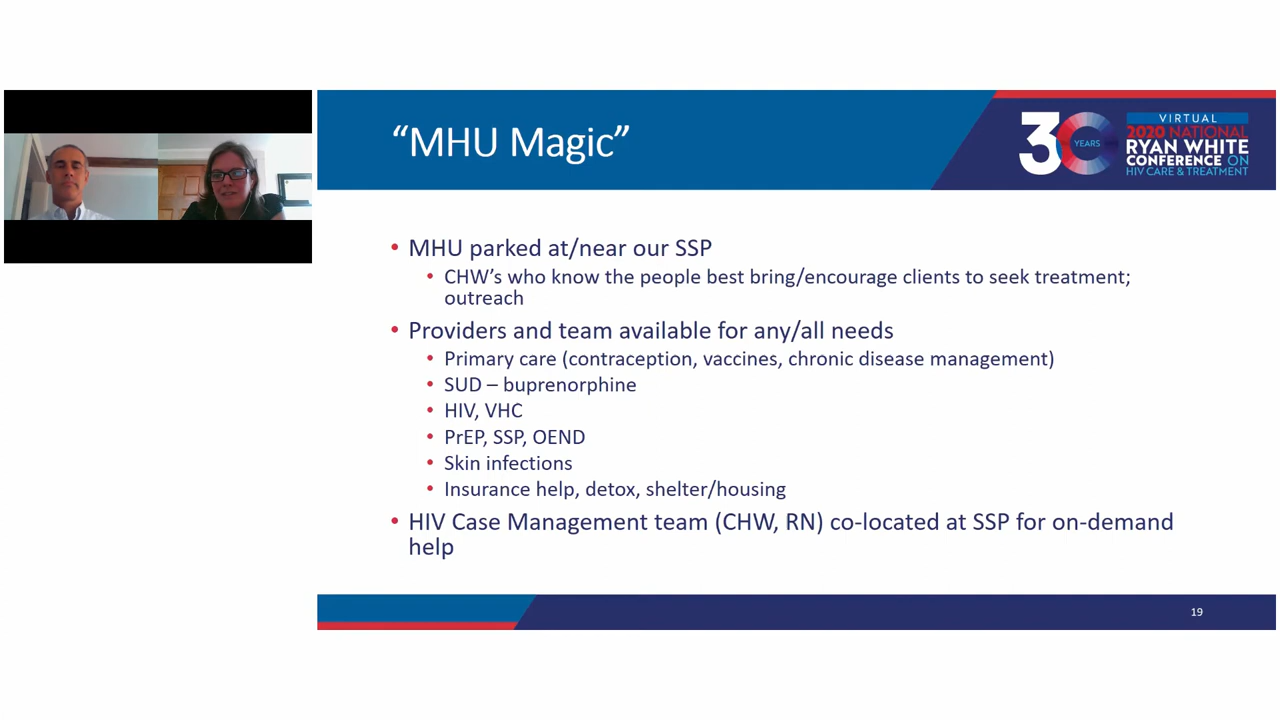 “MHU Magic”
30
YEARS
VIRTUAL
2020 NATIONAL
RYAN WHITE
CONFERENCE ON
HIV CARE & TREATMENT
• MHU parked at/near our SSP
• CHW’s who know the people best bring/encourage clients to seek treatment;
outreach
• Providers and team available for any/all needs
• Primary care (contraception, vaccines, chronic disease management)
• SUD – buprenorphine
• HIV, VHC
• PrEP, SSP, OEND
• Skin infections
• Insurance help, detox, shelter/housing
• HIV Case Management team (CHW, RN) co-located at SSP for on-demand
help
19